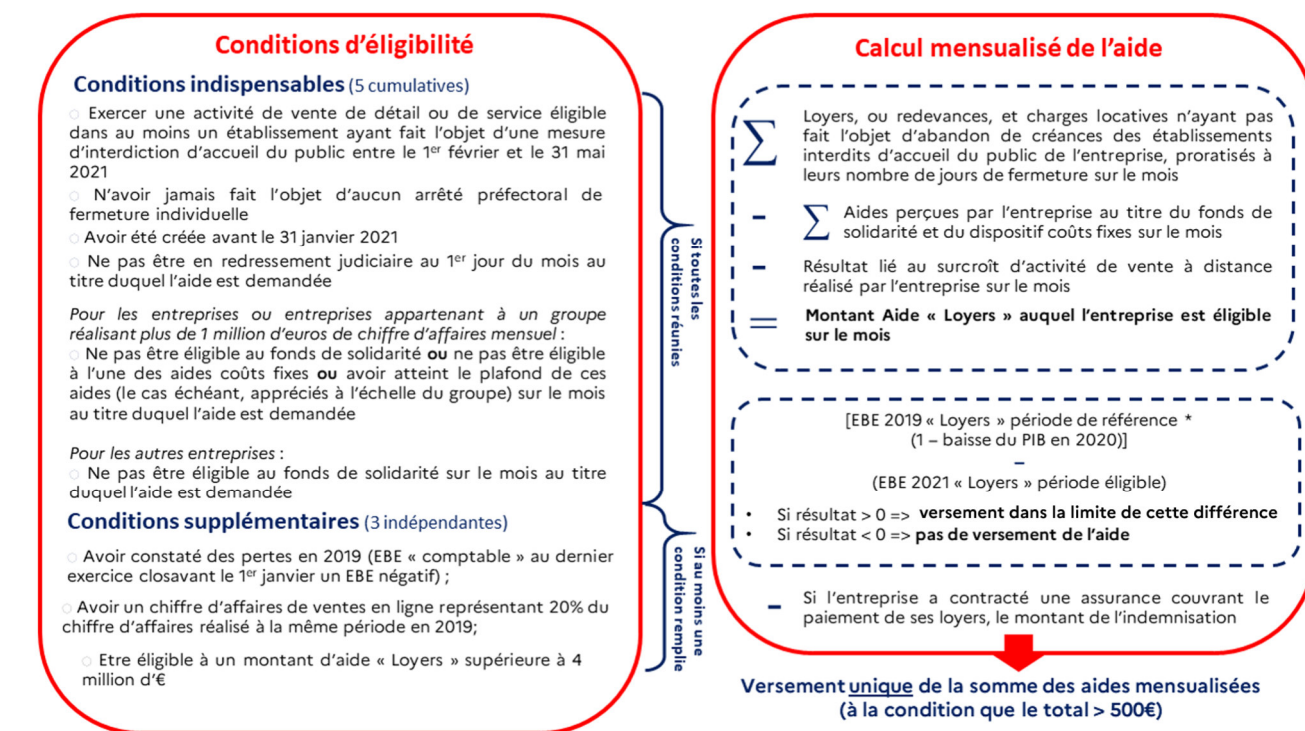 Conditions d’éligibilité
Conditions indispensables (5 cumulatives)
○ Exercer une activité de vente de détail ou de service éligible
dans au moins un établissement ayant fait l’objet d’une mesure
d’interdiction d’accueil du public entre le 1er février et le 31 mai
2021
○ N’avoir jamais fait l’objet d’aucun arrêté préfectoral de
fermeture individuelle
○ Avoir été créée avant le 31 janvier 2021
○ Ne pas être en redressement judiciaire au 1er jour du mois au
titre duquel l’aide est demandée
Pour les entreprises ou entreprises appartenant à un groupe
réalisant plus de 1 million d’euros de chiffre d’affaires mensuel :
○ Ne pas être éligible au fonds de solidarité ou ne pas être éligible
à l’une des aides coûts fixes ou avoir atteint le plafond de ces
aides (le cas échéant, appréciés à l’échelle du groupe) sur le mois
au titre duquel l’aide est demandée
Pour les autres entreprises :
○ Ne pas être éligible au fonds de solidarité sur le mois au titre
duquel l’aide est demandée
Conditions supplémentaires (3 indépendantes)
○ Avoir constaté des pertes en 2019 (EBE « comptable » au dernier
exercice closavant le 1er janvier un EBE négatif) ;
○ Avoir un chiffre d’affaires de ventes en ligne représentant 20% du
chiffre d’affaires réalisé à la même période en 2019;
○ Etre éligible à un montant d’aide « Loyers » supérieure à 4
million d’€
Si toutes les
conditions réunies
Si au moins une
condition remplie
Calcul mensualisé de l’aide
∑ Loyers, ou redevances, et charges locatives n’ayant pas
fait l’objet d’abandon de créances des établissements
interdits d’accueil du public de l’entreprise, proratisés à
leurs nombre de jours de fermeture sur le mois
– ∑ Aides perçues par l’entreprise au titre du fonds de
solidarité et du dispositif coûts fixes sur le mois
– Résultat lié au surcroît d’activité de vente à distance
réalisé par l’entreprise sur le mois
= Montant Aide « Loyers » auquel l’entreprise est éligible
sur le mois
[EBE 2019 « Loyers » période de référence *
(1 – baisse du PIB en 2020)]
–
(EBE 2021 « Loyers » période éligible)
• Si résultat > 0 => versement dans la limite de cette différence
• Si résultat < 0 => pas de versement de l’aide
– Si l’entreprise a contracté une assurance couvrant le
paiement de ses loyers, le montant de l’indemnisation
Versement unique de la somme des aides mensualisées
(à la condition que le total > 500€)